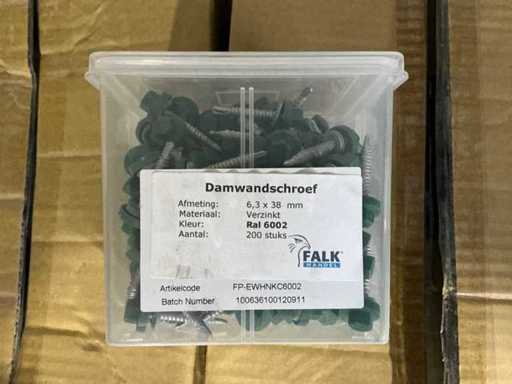 Damwandschroef
Afmeting: 6,3 x 38 mm
Materiaal: Verzinkt
Kleur: Ral 6002
Aantal: 200 stuks
FALK
HANDEL
Artikelcode FP-EWHNKC6002
Batch Number 100636100120911